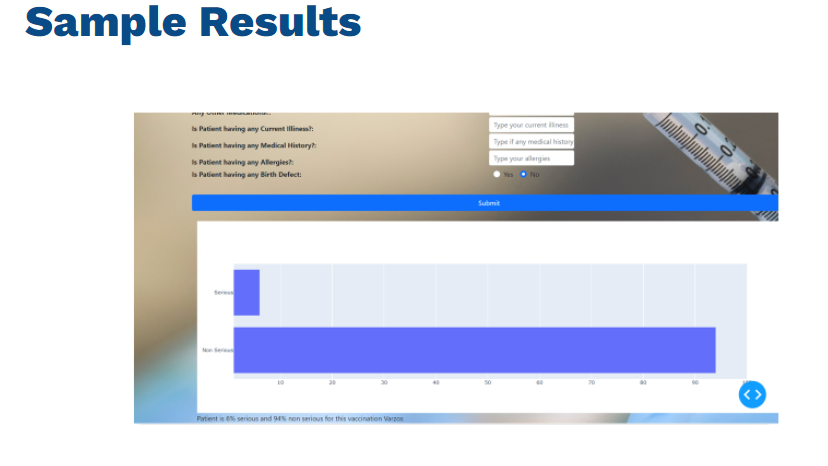 Sample Results
Any Other Medications?:
Is Patient having any Current Illness?: Type your current illness
Is Patient having any Medical History?: Type if any medical history
Is Patient having any Allergies?: Type your allergies
Is Patient having any Birth Defect: Yes No
Submit
Serious
Non Serious
10 20 30 40 50 60 70 80 90
Patient is 6% serious and 94% non serious for this vaccination Varzos